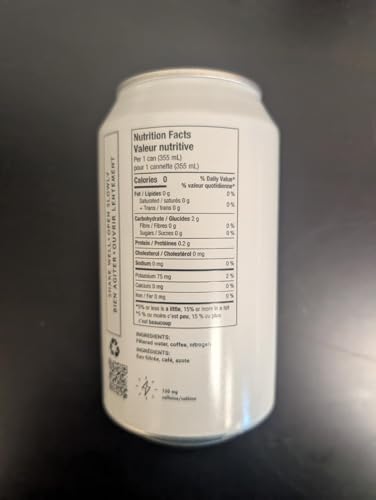 Nutrition Facts
Valeur nutritive
Per 1 can (355 mL)
pour 1 cannette (355 mL)
Calories 0
% Daily Value*
% valeur quotidienne*
Fat / Lipides 0 g 0 %
Saturated / saturés 0 g
+ Trans / trans 0 g 0 %
Carbohydrate / Glucides 2 g
Fibre / Fibres 0 g 0 %
Sugars / Sucres 0 g 0 %
Protein / Protéines 0.2 g
Cholesterol / Cholestérol 0 mg
Sodium 0 mg 0 %
Potassium 75 mg 2 %
Calcium 0 mg 0 %
Iron / Fer 0 mg 0 %
*5% or less is a little, 15% or more is a lot
*5 % ou moins c'est peu, 15 % ou plus
c'est beaucoup
INGREDIENTS:
Filtered water, coffee, nitrogen
INGRÉDIENTS:
Eau filtrée, café, azote
caffeine/caféine
SHAKE WELL•OPEN SLOWLY
BIEN AGITER•OUVRIR LENTEMENT